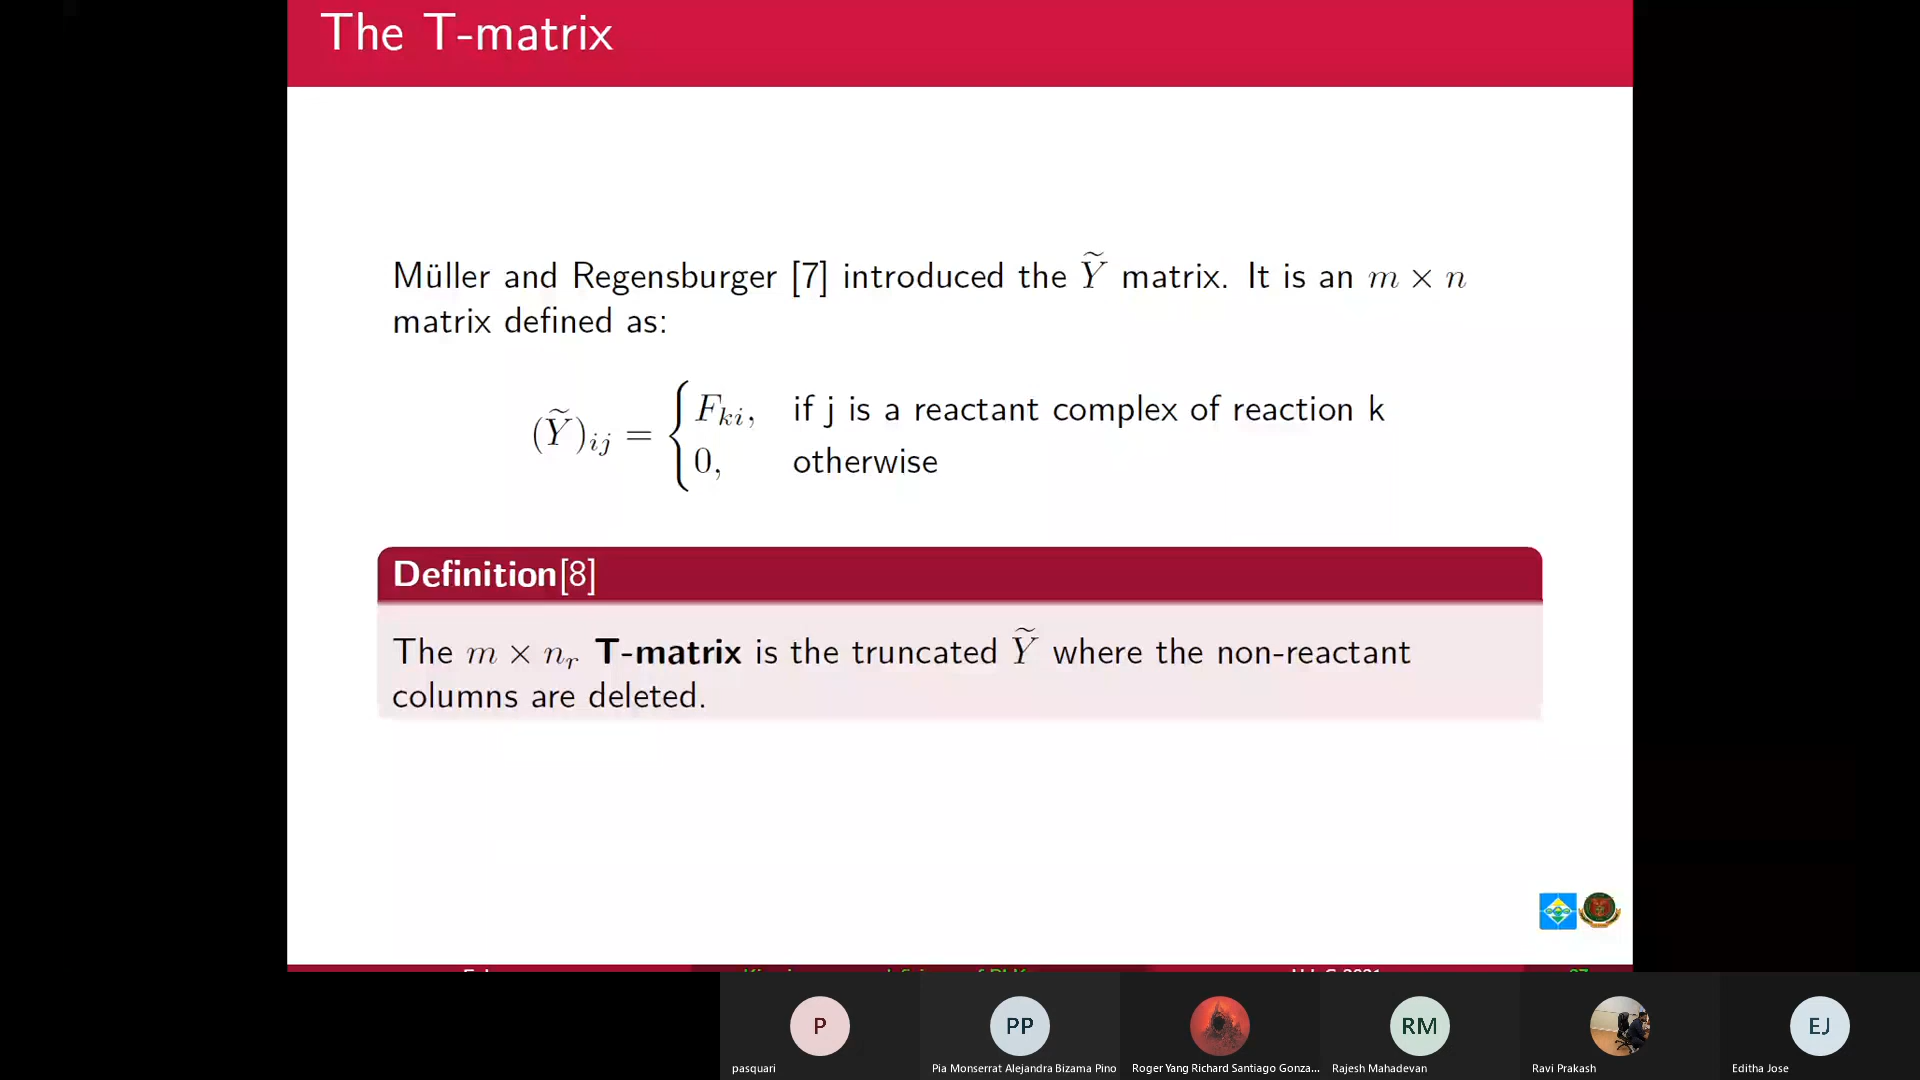 The T-matrix
Müller and Regensburger [7] introduced the Ỹ matrix. It is an m × n
matrix defined as:
(Ỹ)ij = { Fki, if j is a reactant complex of reaction k
0, otherwise
Definition[8]
The m × nr T-matrix is the truncated Ỹ where the non-reactant
columns are deleted.
P
PP
RM
EJ
pasquari
Pia Monserrat Alejandra Bizama Pino
Roger Yang Richard Santiago Gonza...
Rajesh Mahadevan
Ravi Prakash
Editha Jose